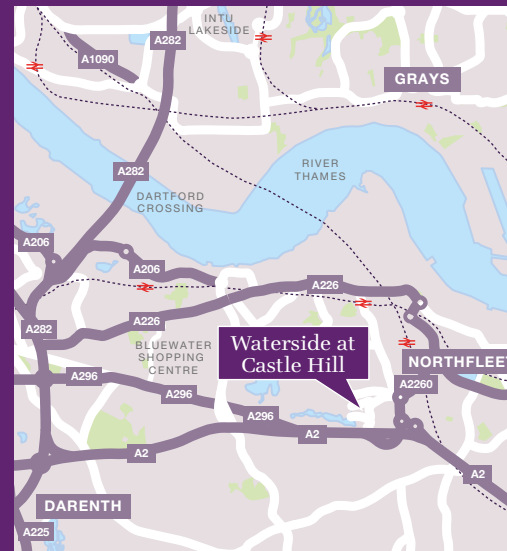 INTU
LAKESIDE
A282
A1090
GRAYS
A282
RIVER
THAMES
DARTFORD
CROSSING
A206
A206
A226
A226
A282
BLUEWATER
SHOPPING
CENTRE
Waterside at
Castle Hill
NORTHFLEET
A296
A2260
A296
A296
A2
A2
A2
DARENTH
A225